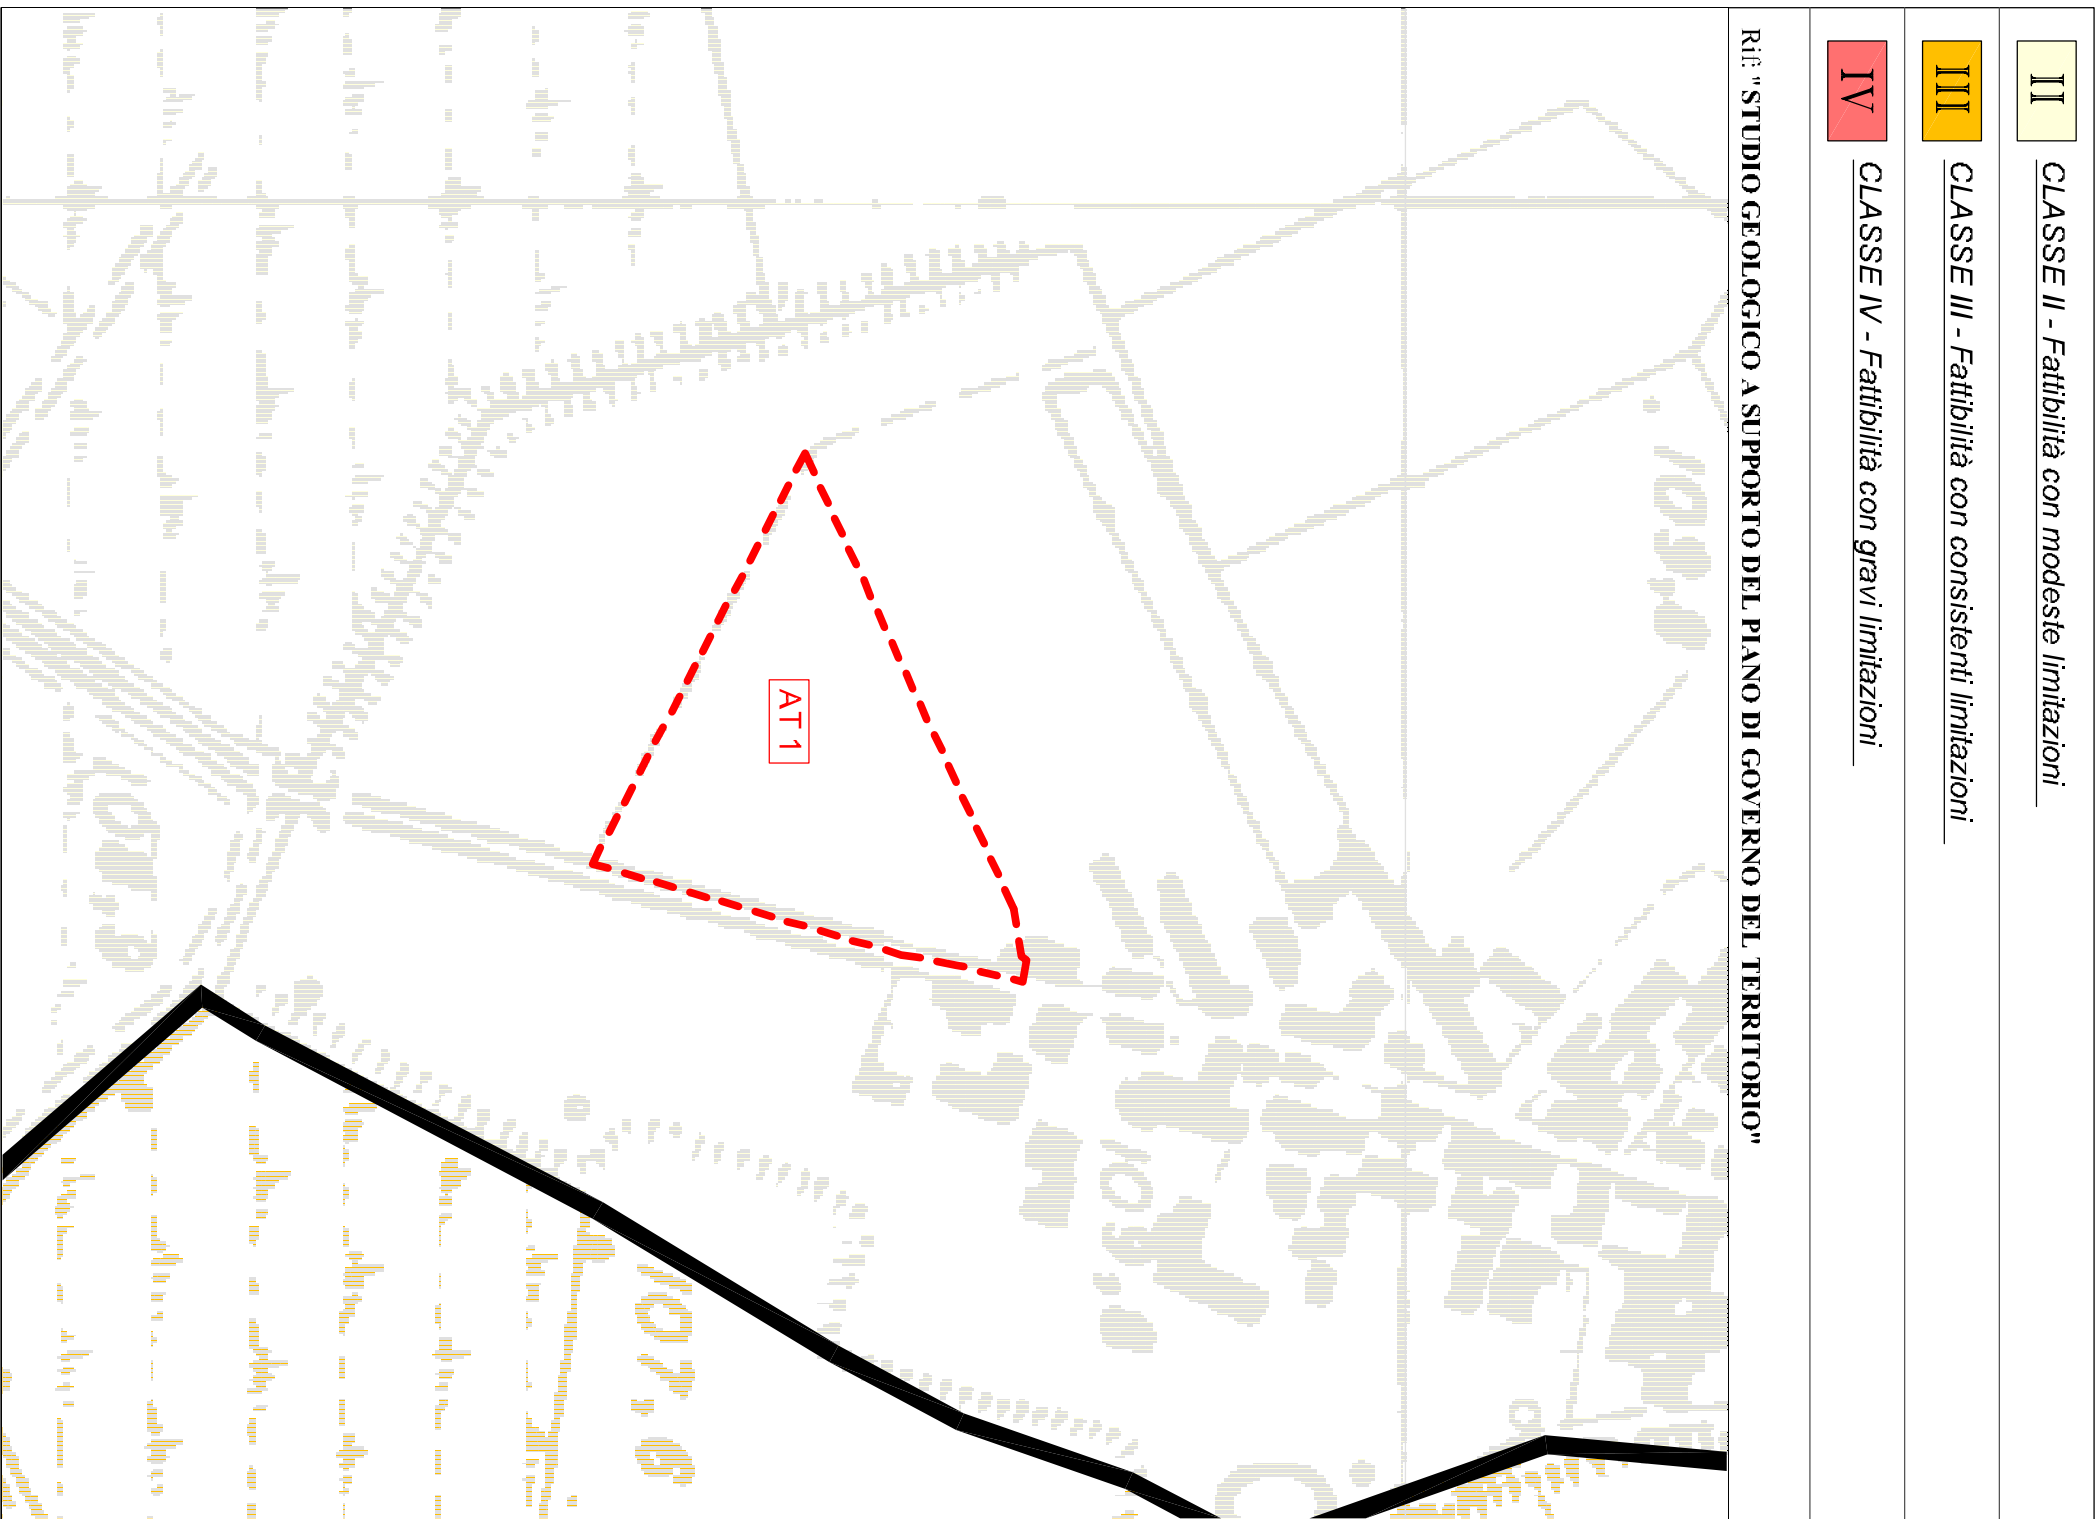 II CLASSE II - Fattibilità con modeste limitazioni
III CLASSE III - Fattibilità con consistenti limitazioni
IV CLASSE IV - Fattibilità con gravi limitazioni
Rif: "STUDIO GEOLOGICO A SUPPORTO DEL PIANO DI GOVERNO DEL TERRITORIO"
AT 1